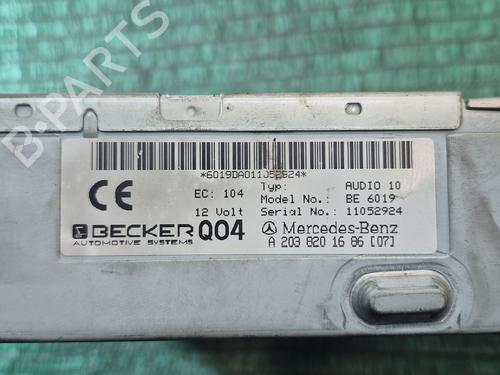 B-PARTS
*6019DA011052924*
CE
EC: 104
Typ: AUDIO 10
Model No.: BE 6019
12 Volt
Serial No.: 11052924
BECKER
AUTOMOTIVE SYSTEMS
Q04
Mercedes-Benz
A 203 820 16 86 [07]